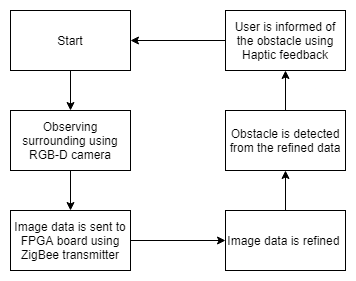 Start
Observing
surrounding using
RGB-D camera
Image data is sent to
FPGA board using
ZigBee transmitter
Image data is refined
Obstacle is detected
from the refined data
User is informed of
the obstacle using
Haptic feedback